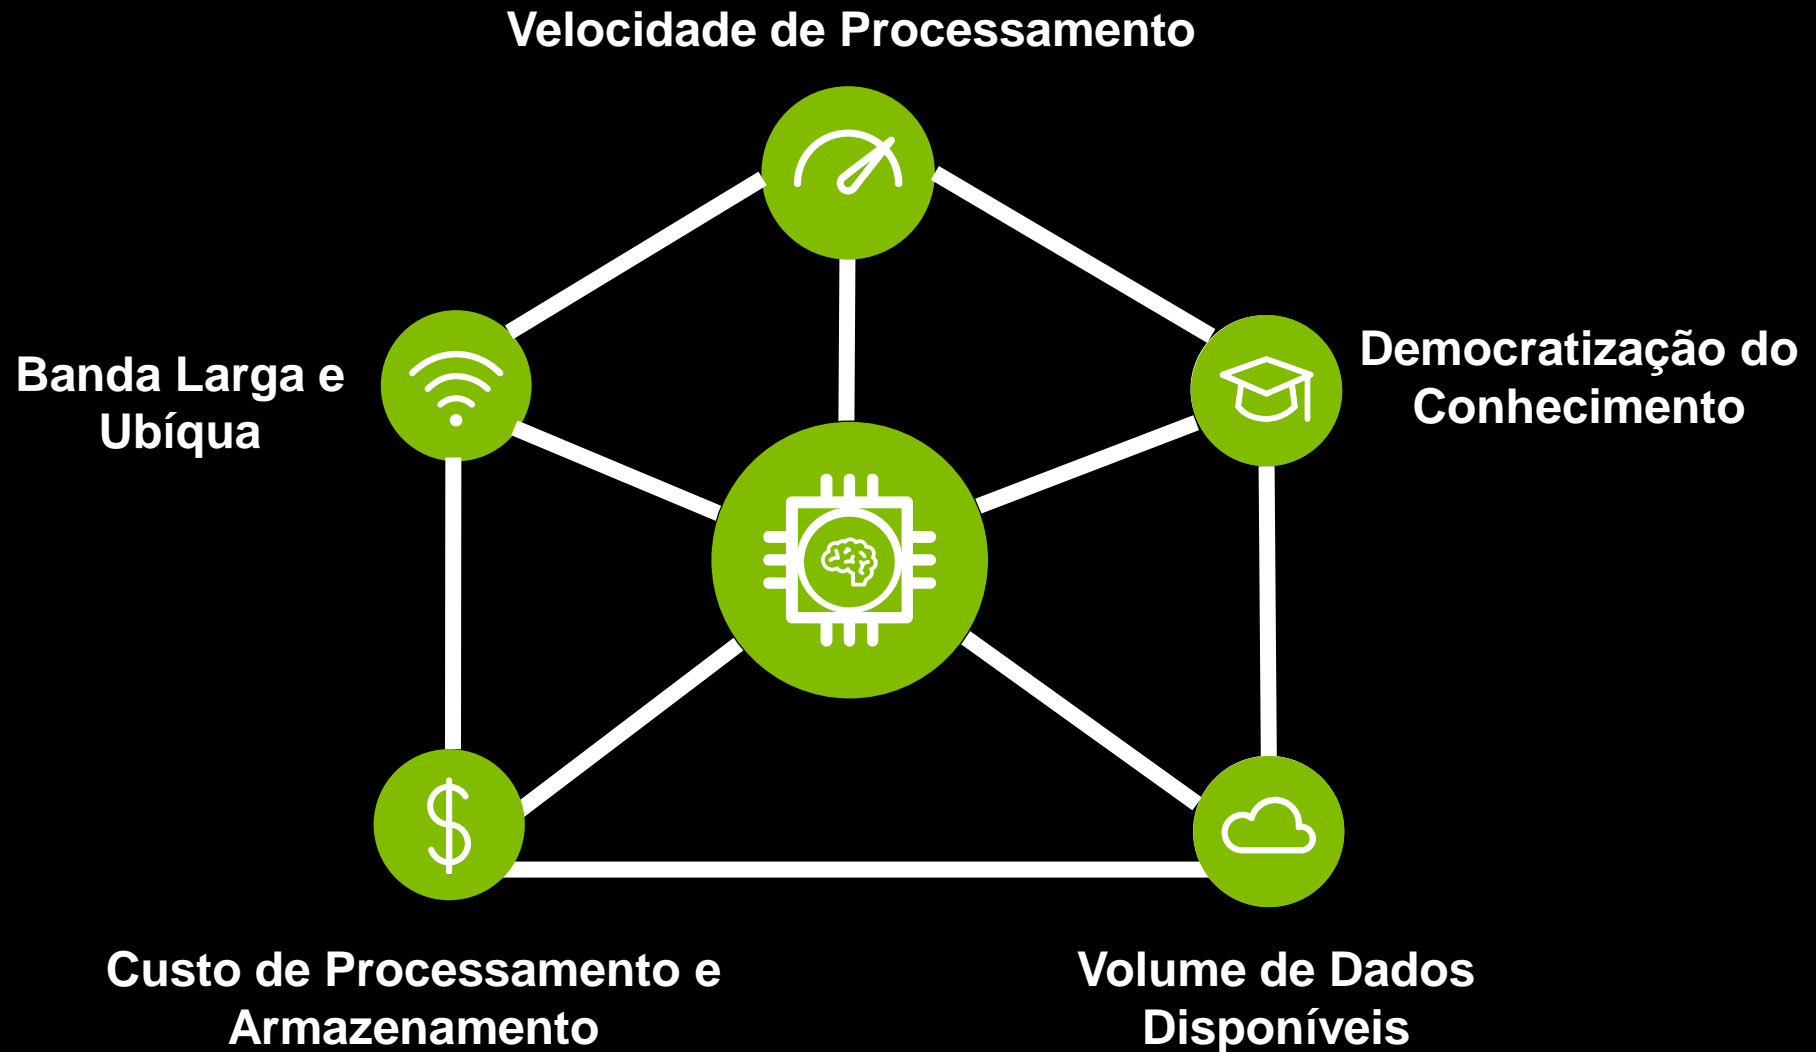 Velocidade de Processamento
Banda Larga e
Ubíqua
Democratização do
Conhecimento
$
Custo de Processamento e
Armazenamento
Volume de Dados
Disponíveis